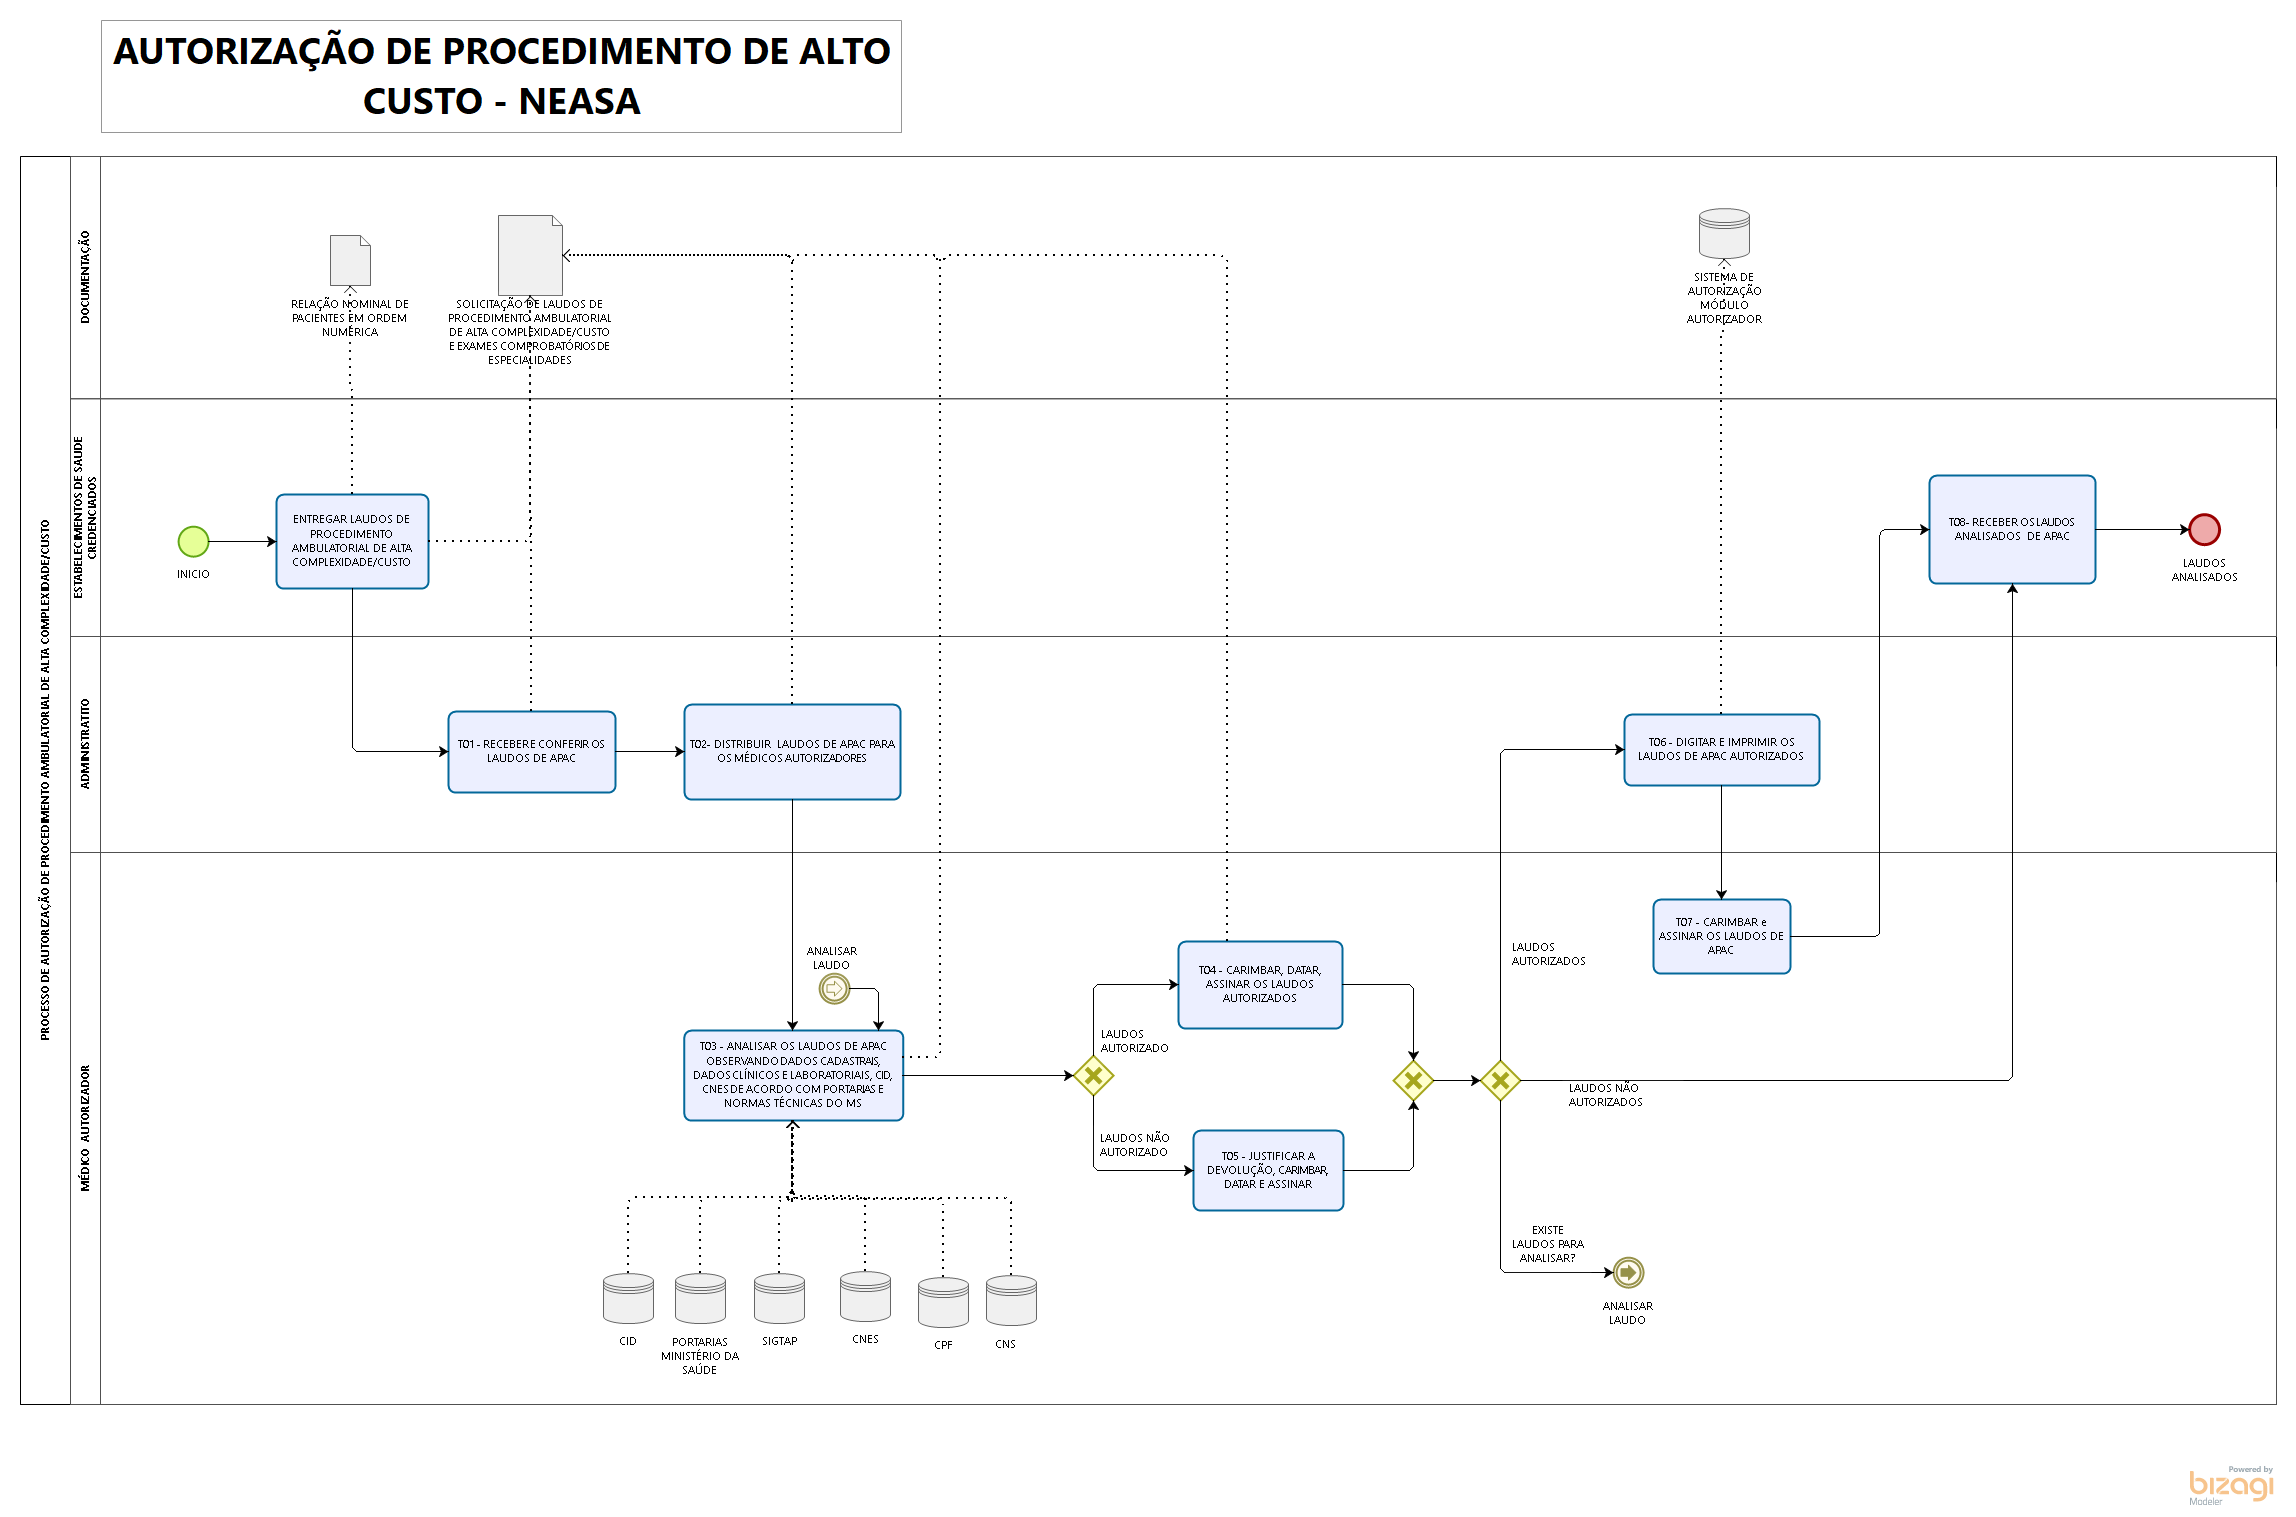 AUTORIZAÇÃO DE PROCEDIMENTO DE ALTO
CUSTO - NEASA
PROCESSO DE AUTORIZAÇÃO DE PROCEDIMENTO AMBULATORIAL DE ALTA COMPLEXIDADE/CUSTO
DOCUMENTAÇÃO
RELAÇÃO NOMINAL DE
PACIENTES EM ORDEM
NUMÉRICA
SOLICITAÇÃO DE LAUDOS DE
PROCEDIMENTO AMBULATORIAL
DE ALTA COMPLEXIDADE/CUSTO
E EXAMES COMPROBATÓRIOS DE
ESPECIALIDADES
SISTEMA DE
AUTORIZAÇÃO
MÓDULO
AUTORIZADOR
ESTABELECIMENTOS DE SAUDE
CREDENCIADOS
INICIO
ENTREGAR LAUDOS DE
PROCEDIMENTO
AMBULATORIAL DE ALTA
COMPLEXIDADE/CUSTO
T08- RECEBER OS LAUDOS
ANALISADOS DE APAC
LAUDOS
ANALISADOS
ADMINISTRATITO
T01 - RECEBERE CONFERIR OS
LAUDOS DE APAC
T02- DISTRIBUIR LAUDOS DE APAC PARA
OS MÉDICOS AUTORIZADORES
T06 - DIGITAR E IMPRIMIR OS
LAUDOS DE APAC AUTORIZADOS
MÉDICO AUTORIZADOR
ANALISAR
LAUDO
T03 - ANALISAR OS LAUDOS DE APAC
OBSERVANDO DADOS CADASTRAIS,
DADOS CLÍNICOS E LABORATORIAIS, CID,
CNES DE ACORDO COM PORTARIAS E
NORMAS TÉCNICAS DO MS
LAUDOS
AUTORIZADO
LAUDOS NÃO
AUTORIZADO
T04 - CARIMBAR, DATAR,
ASSINAR OS LAUDOS
AUTORIZADOS
T05 - JUSTIFICAR A
DEVOLUÇÃO, CARIMBAR,
DATAR E ASSINAR
LAUDOS
AUTORIZADOS
T07 - CARIMBAR e
ASSINAR OS LAUDOS DE
APAC
LAUDOS NÃO
AUTORIZADOS
EXISTE
LAUDOS PARA
ANALISAR?
ANALISAR
LAUDO
CID
PORTARIAS
MINISTÉRIO DA
SAÚDE
SIGTAP
CNES
CPF
CNS
Powered by
bizagi
Modeler